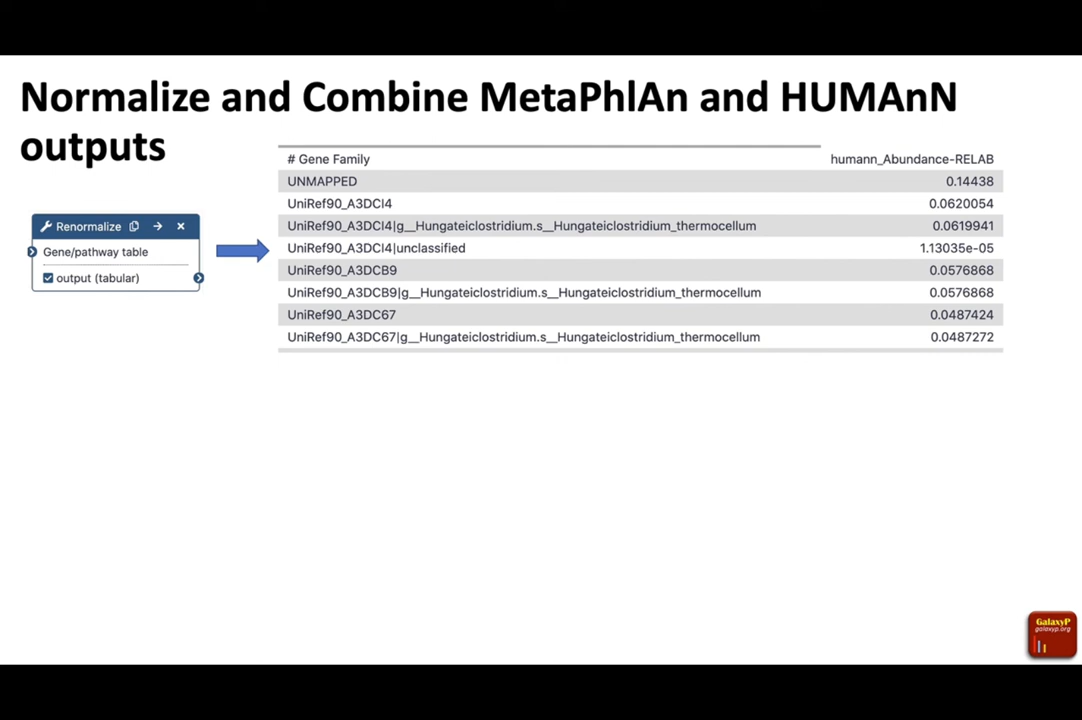 Normalize and Combine MetaPhlAn and HUMAnN
outputs
# Gene Family humann_Abundance-RELAB
UNMAPPED 0.14438
UniRef90_A3DCI4 0.0620054
UniRef90_A3DCI4|g__Hungateiclostridium.s__Hungateiclostridium_thermocellum 0.0619941
UniRef90_A3DCI4|unclassified 1.13035e-05
UniRef90_A3DCB9 0.0576868
UniRef90_A3DCB9|g__Hungateiclostridium.s__Hungateiclostridium_thermocellum 0.0576868
UniRef90_A3DC67 0.0487424
UniRef90_A3DC67|g__Hungateiclostridium.s__Hungateiclostridium_thermocellum 0.0487272
Renormalize
Gene/pathway table
output (tabular)
GalaxyP
galaxyp.org